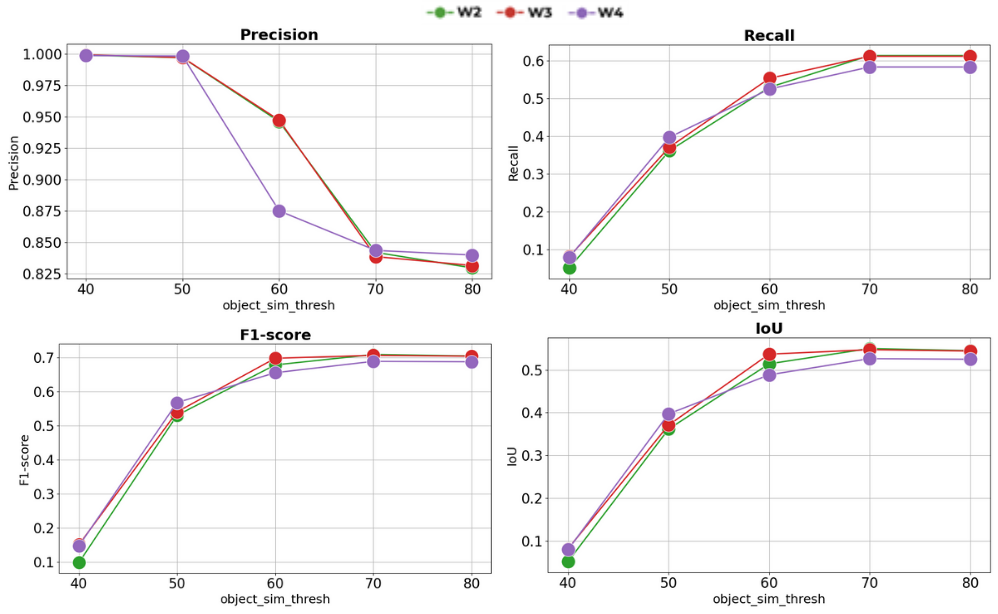 W2 W3 W4
Precision
Precision
1.000
0.975
0.950
0.925
0.900
0.875
0.850
0.825
40 50 60 70 80
object_sim_thresh
Recall
Recall
0.6
0.5
0.4
0.3
0.2
0.1
40 50 60 70 80
object_sim_thresh
F1-score
F1-score
0.7
0.6
0.5
0.4
0.3
0.2
0.1
40 50 60 70 80
object_sim_thresh
IoU
IoU
0.5
0.4
0.3
0.2
0.1
40 50 60 70 80
object_sim_thresh